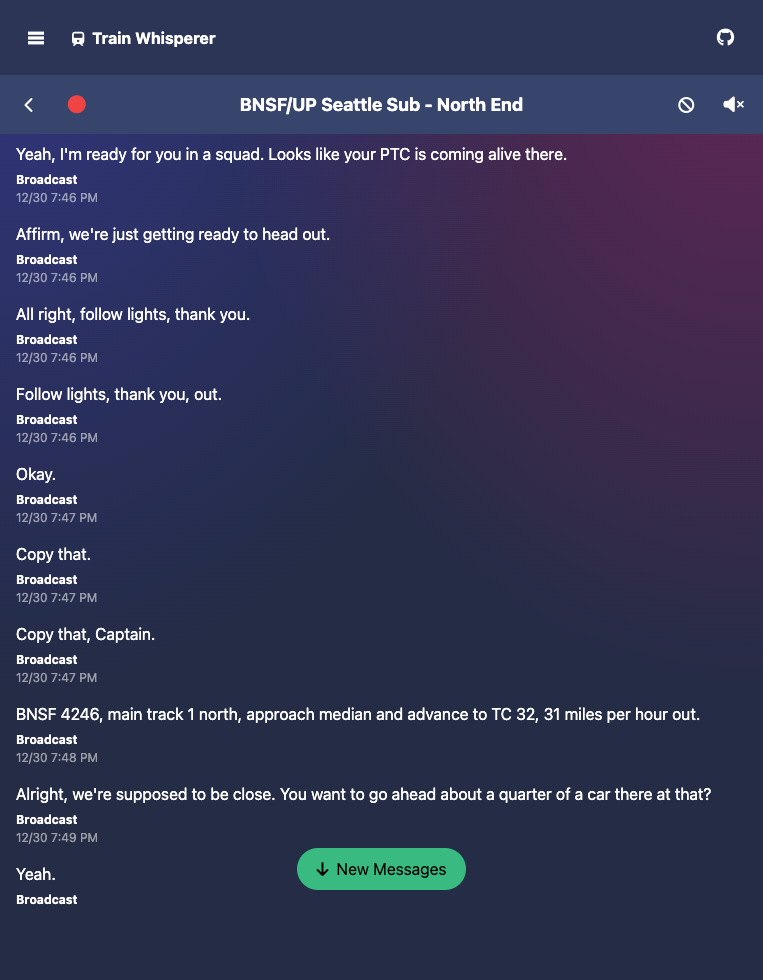 Train Whisperer
BNSF/UP Seattle Sub - North End
Yeah, I'm ready for you in a squad. Looks like your PTC is coming alive there.
Broadcast
12/30 7:46 PM
Affirm, we're just getting ready to head out.
Broadcast
12/30 7:46 PM
All right, follow lights, thank you.
Broadcast
12/30 7:46 PM
Follow lights, thank you, out.
Broadcast
12/30 7:46 PM
Okay.
Broadcast
12/30 7:47 PM
Copy that.
Broadcast
12/30 7:47 PM
Copy that, Captain.
Broadcast
12/30 7:47 PM
BNSF 4246, main track 1 north, approach median and advance to TC 32, 31 miles per hour out.
Broadcast
12/30 7:48 PM
Alright, we're supposed to be close. You want to go ahead about a quarter of a car there at that?
Broadcast
12/30 7:49 PM
Yeah.
Broadcast
New Messages